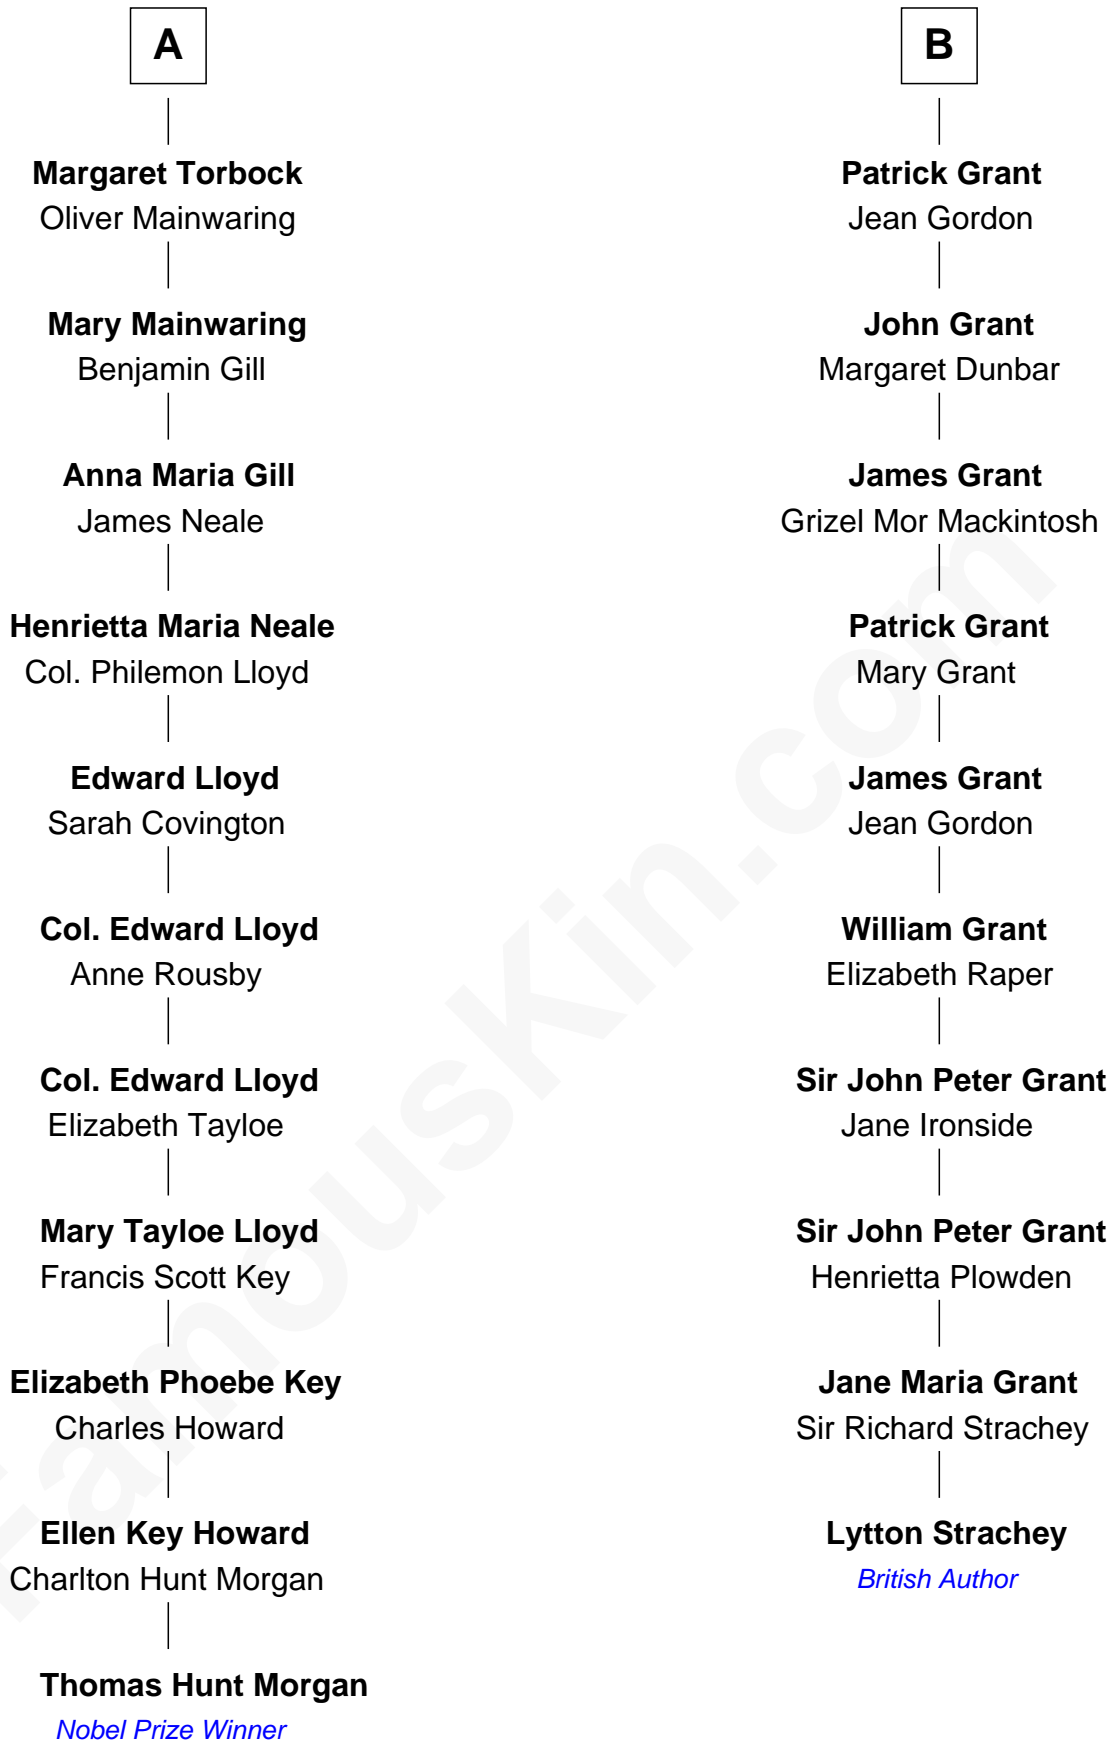 A
Margaret Torbock
Oliver Mainwaring
Mary Mainwaring
Benjamin Gill
Anna Maria Gill
James Neale
Henrietta Maria Neale
Col. Philemon Lloyd
Edward Lloyd
Sarah Covington
Col. Edward Lloyd
Anne Rousby
Col. Edward Lloyd
Elizabeth Tayloe
Mary Tayloe Lloyd
Francis Scott Key
Elizabeth Phoebe Key
Charles Howard
Ellen Key Howard
Charlton Hunt Morgan
Thomas Hunt Morgan
Nobel Prize Winner
B
Patrick Grant
Jean Gordon
John Grant
Margaret Dunbar
James Grant
Grizel Mor Mackintosh
Patrick Grant
Mary Grant
James Grant
Jean Gordon
William Grant
Elizabeth Raper
Sir John Peter Grant
Jane Ironside
Sir John Peter Grant
Henrietta Plowden
Jane Maria Grant
Sir Richard Strachey
Lytton Strachey
British Author
FamousKin.com